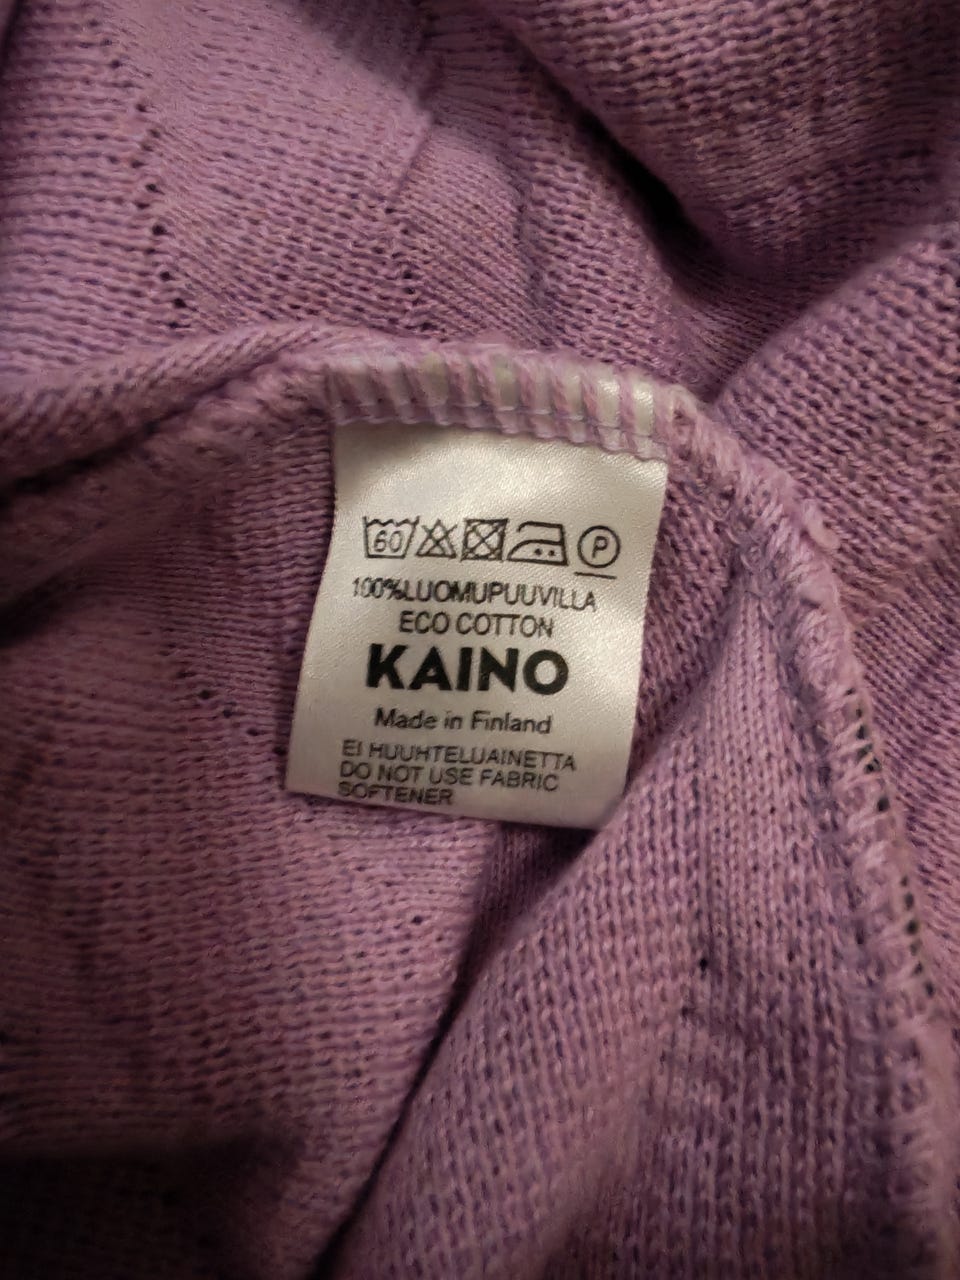 60 P
100%LUOMUPUUVILLA
ECO COTTON
KAINO
Made in Finland
EI HUUHTELUAINETTA
DO NOT USE FABRIC
SOFTENER